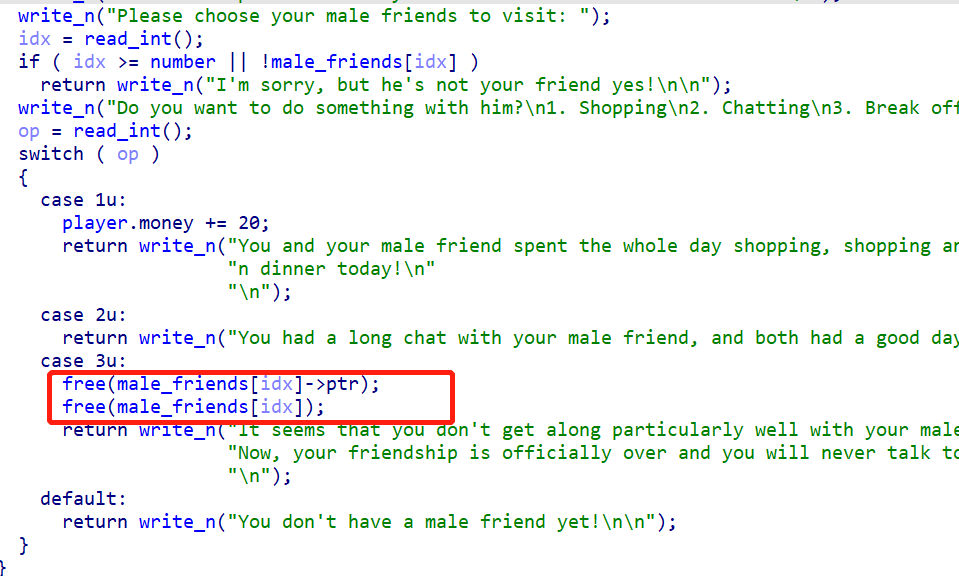 write_n("Please choose your male friends to visit: ");
idx = read_int();
if ( idx >= number || !male_friends[idx] )
return write_n("I'm sorry, but he's not your friend yes!\n\n");
write_n("Do you want to do something with him?\n1. Shopping\n2. Chatting\n3. Break off
op = read_int();
switch ( op )
{
case 1u:
player.money += 20;
return write_n("You and your male friend spent the whole day shopping, shopping an
"n dinner today!\n"
"\n");
case 2u:
return write_n("You had a long chat with your male friend, and both had a good day
case 3u:
free(male_friends[idx]->ptr);
free(male_friends[idx]);
return write_n("It seems that you don't get along particularly well with your male
"Now, your friendship is officially over and you will never talk to
"\n");
default:
return write_n("You don't have a male friend yet!\n\n");
}
}